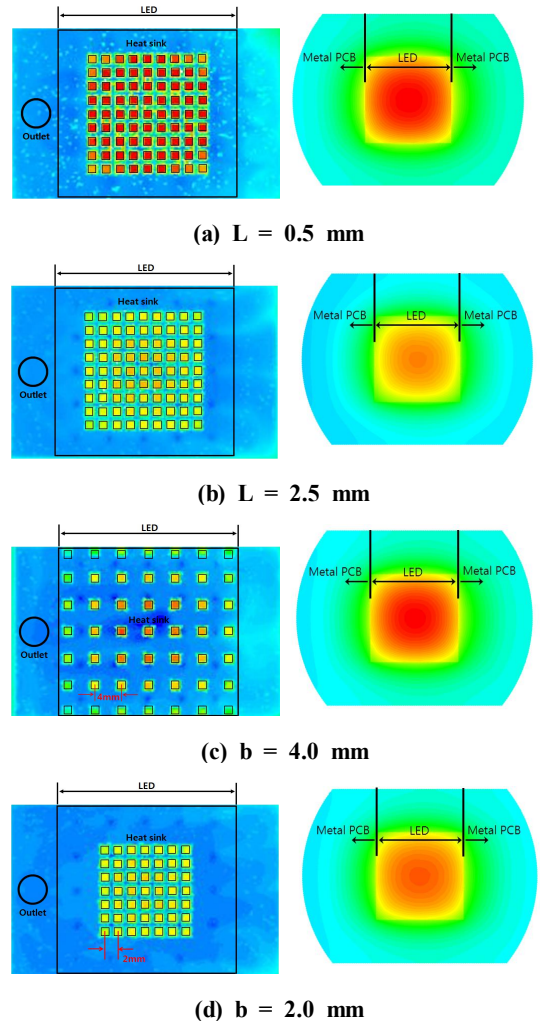 LED
Heat sink
Outlet
Metal PCB
LED
Metal PCB
(a) L = 0.5 mm
LED
Heat sink
Outlet
Metal PCB
LED
Metal PCB
(b) L = 2.5 mm
LED
Heat sink
Outlet
4mm
Metal PCB
LED
Metal PCB
(c) b = 4.0 mm
LED
Heat sink
Outlet
2mm
Metal PCB
LED
Metal PCB
(d) b = 2.0 mm